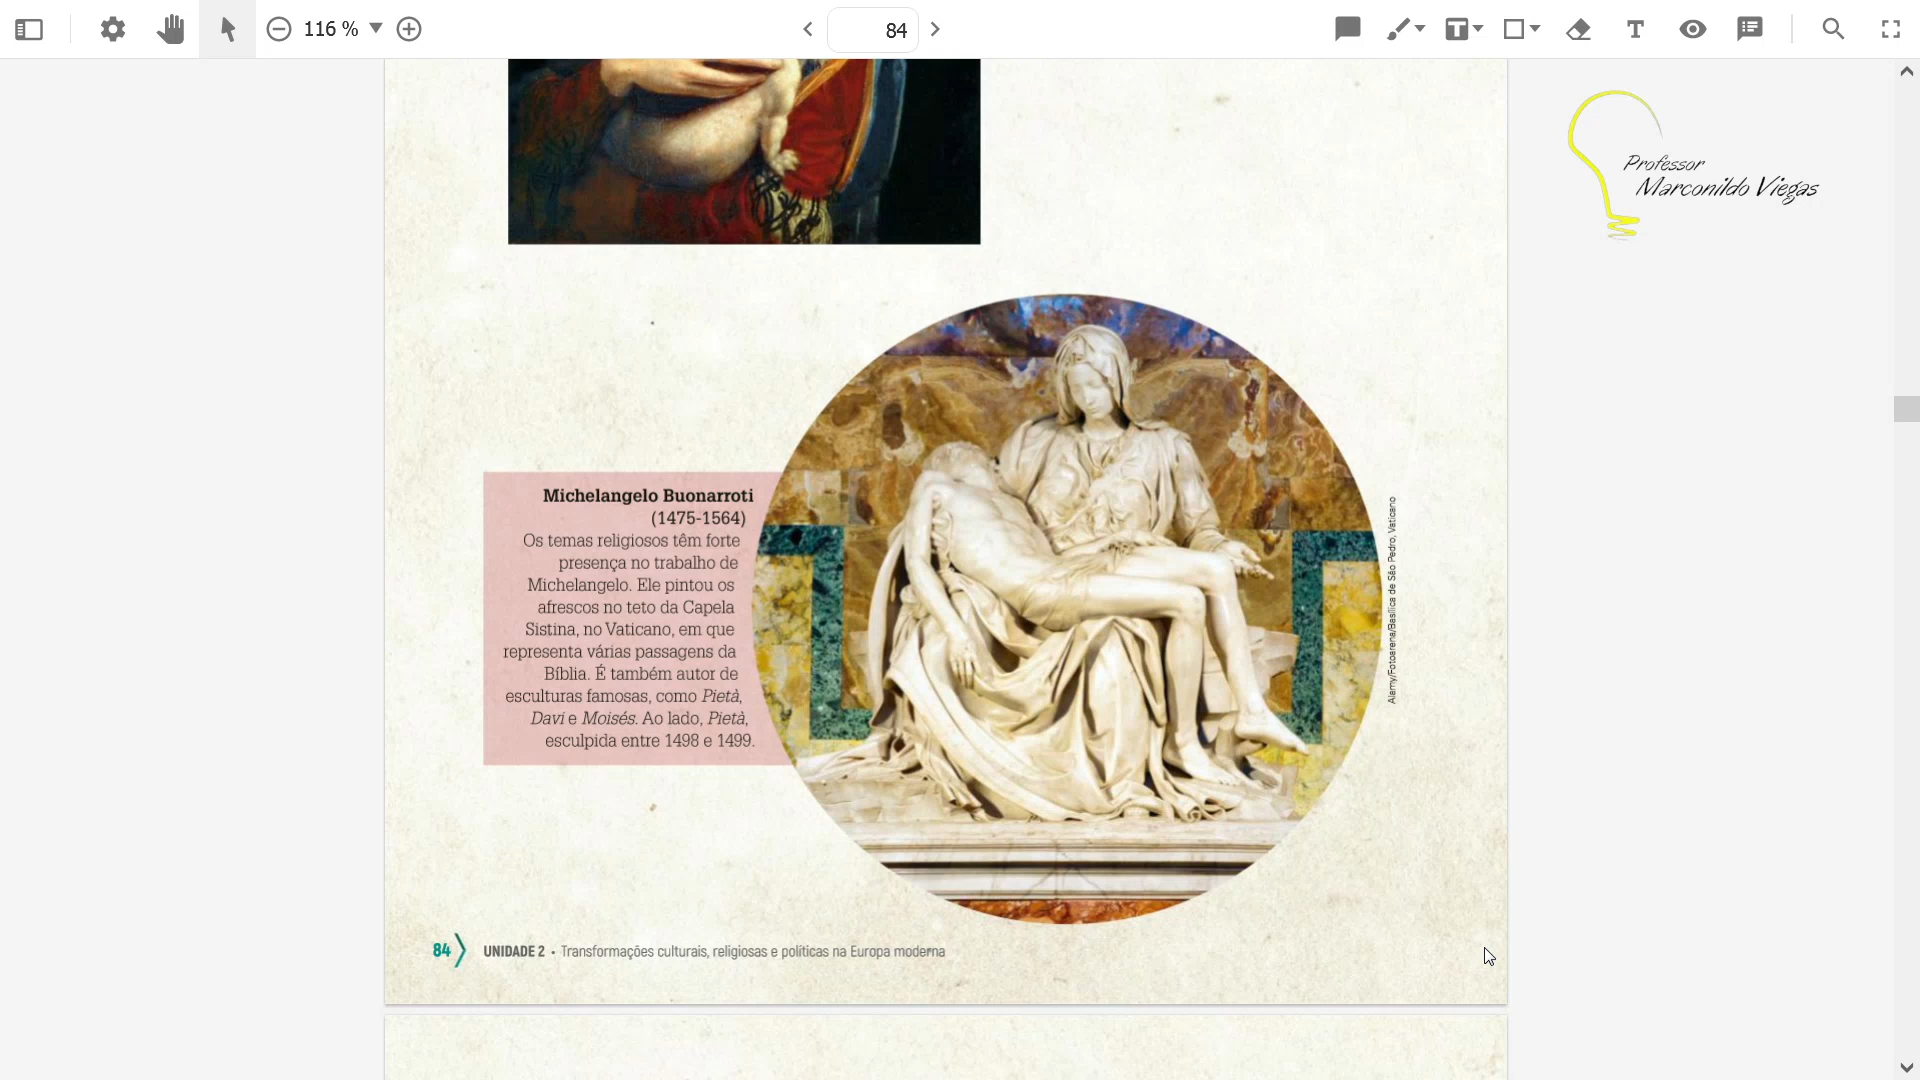 116 %
84
Professor
Marconildo Viegas
Michelangelo Buonarroti
(1475-1564)
Os temas religiosos têm forte
presença no trabalho de
Michelangelo. Ele pintou os
afrescos no teto da Capela
Sistina, no Vaticano, em que
representa várias passagens da
Bíblia. É também autor de
esculturas famosas, como Pietà,
Davi e Moisés. Ao lado, Pietà,
esculpida entre 1498 e 1499.
Alamy/Fotoarena/Basílica de São Pedro, Vaticano
84 UNIDADE 2 • Transformações culturais, religiosas e políticas na Europa moderna